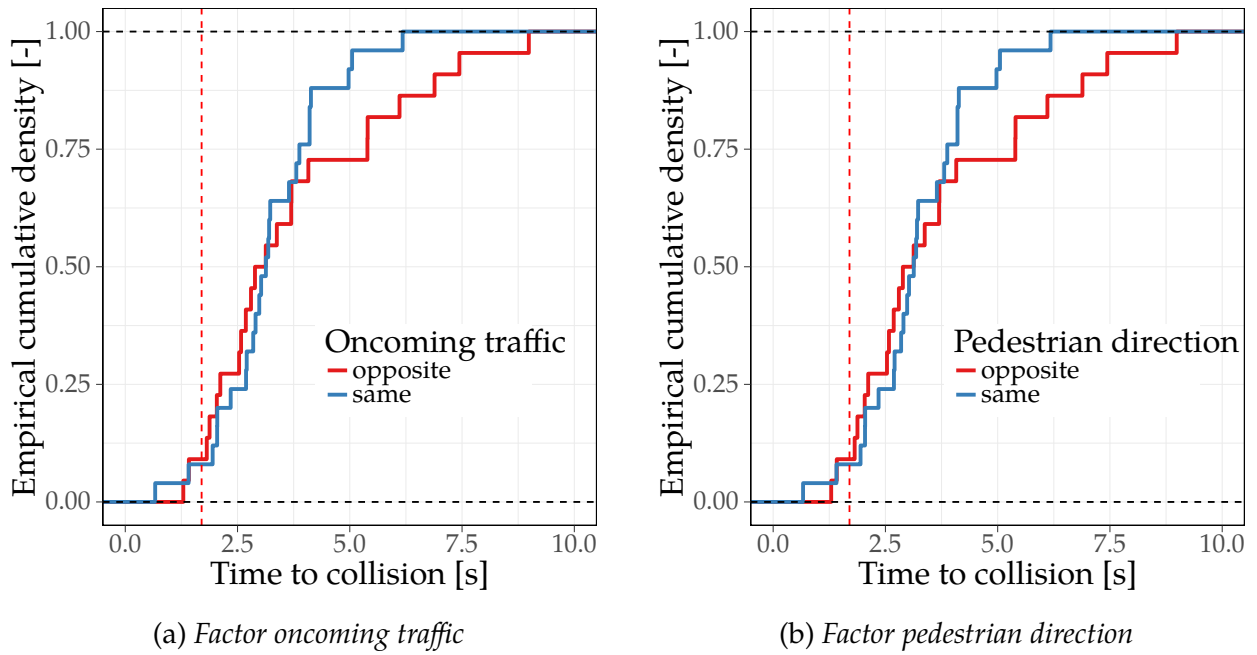 1.00
0.75
0.50
0.25
0.00
Empirical cumulative density [-]
Oncoming traffic
opposite
same
0.0 2.5 5.0 7.5 10.0
Time to collision [s]
(a) Factor oncoming traffic
1.00
0.75
0.50
0.25
0.00
Empirical cumulative density [-]
Pedestrian direction
opposite
same
0.0 2.5 5.0 7.5 10.0
Time to collision [s]
(b) Factor pedestrian direction